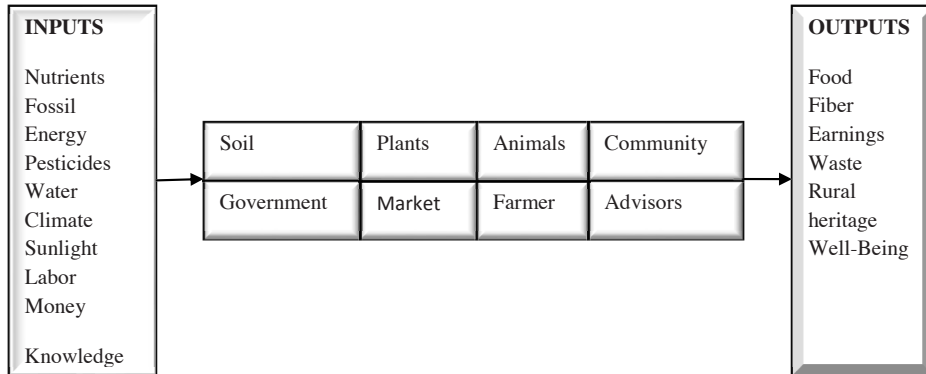 INPUTS
Nutrients
Fossil
Energy
Pesticides
Water
Climate
Sunlight
Labor
Money
Knowledge
Soil
Plants
Animals
Community
Government
Market
Farmer
Advisors
OUTPUTS
Food
Fiber
Earnings
Waste
Rural
heritage
Well-Being